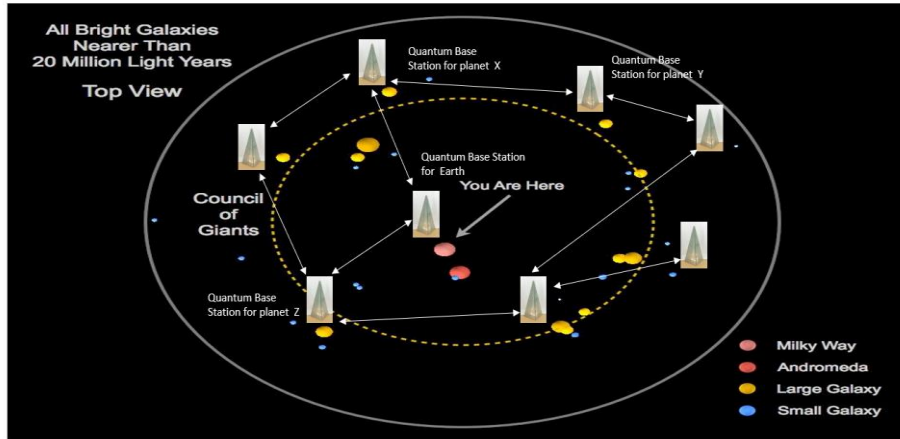 All Bright Galaxies
Nearer Than
20 Million Light Years
Top View
Quantum Base
Station for planet X
Quantum Base
Station for planet Y
Quantum Base Station
for Earth
You Are Here
Council
of
Giants
Quantum Base
Station for planet Z
Milky Way
Andromeda
Large Galaxy
Small Galaxy